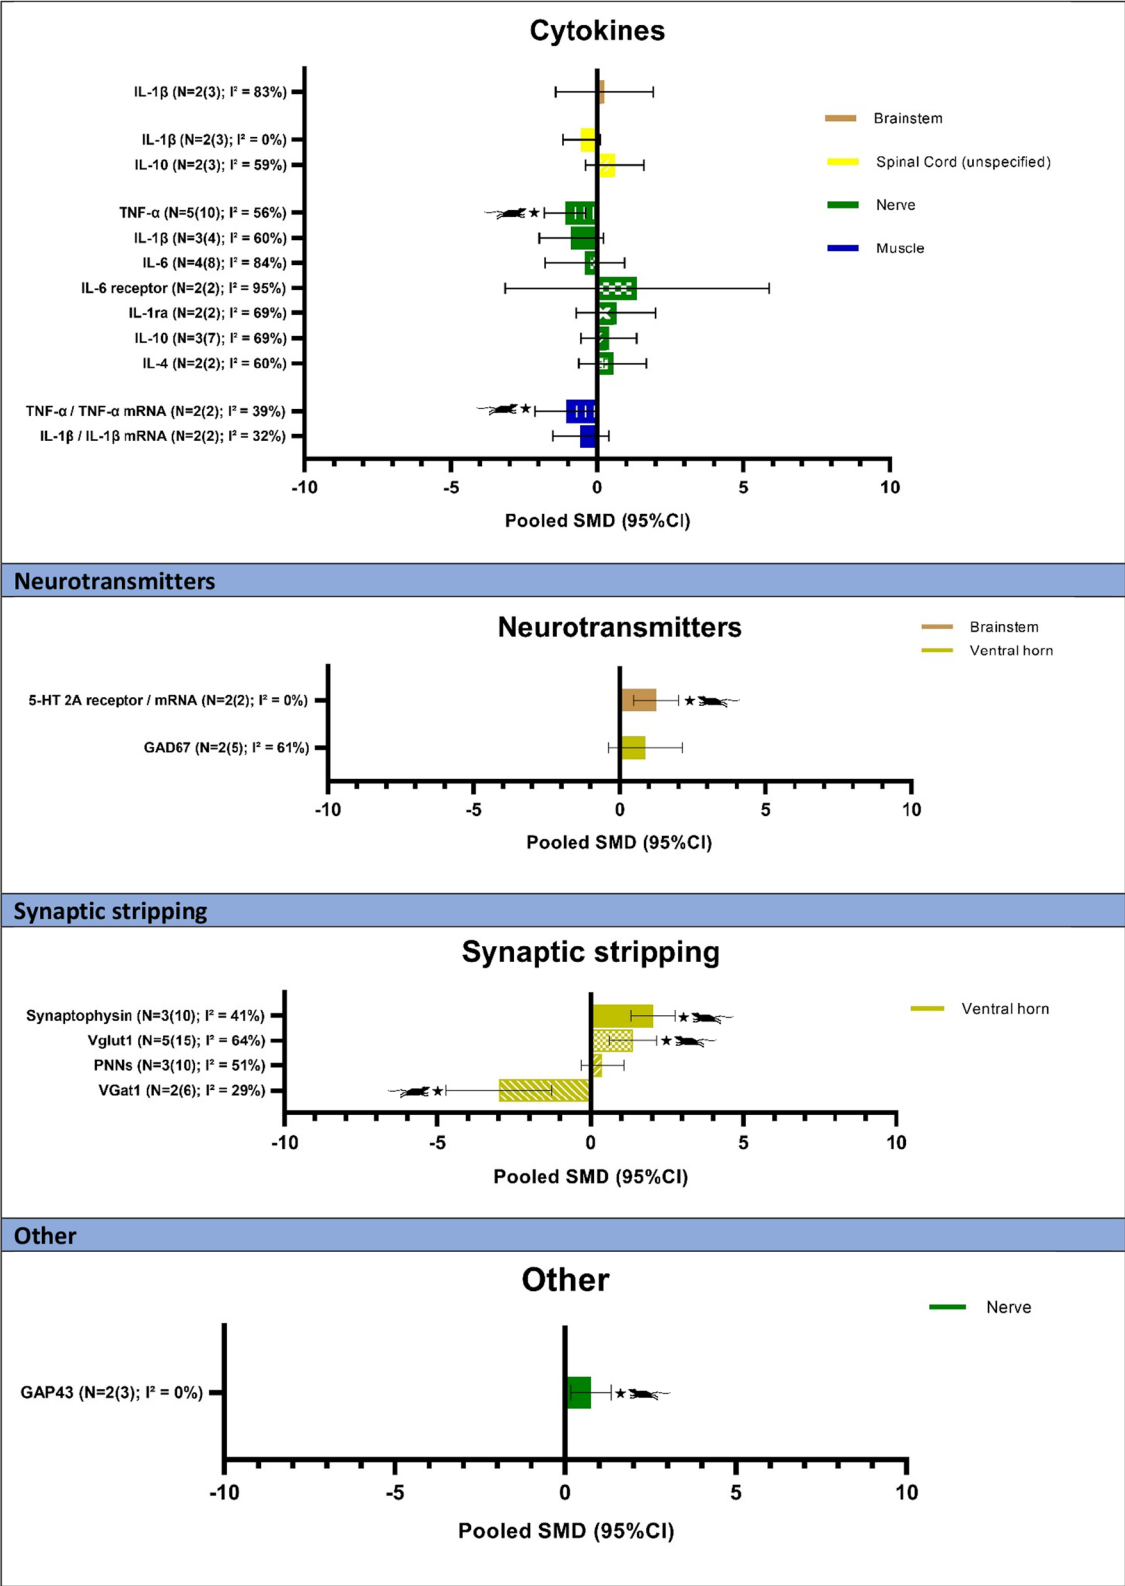 Cytokines
IL-1β (N=2(3); I² = 83%)
IL-1β (N=2(3); I² = 0%)
IL-10 (N=2(3); I² = 59%)
TNF-α (N=5(10); I² = 56%)
IL-1β (N=3(4); I² = 60%)
IL-6 (N=4(8); I² = 84%)
IL-6 receptor (N=2(2); I² = 95%)
IL-1ra (N=2(2); I² = 69%)
IL-10 (N=3(7); I² = 69%)
IL-4 (N=2(2); I² = 60%)
TNF-α / TNF-α mRNA (N=2(2); I² = 39%)
IL-1β / IL-1β mRNA (N=2(2); I² = 32%)
Brainstem
Spinal Cord (unspecified)
Nerve
Muscle
-10 -5 0 5 10
Pooled SMD (95%CI)
Neurotransmitters
Neurotransmitters
Brainstem
Ventral horn
5-HT 2A receptor / mRNA (N=2(2); I² = 0%)
GAD67 (N=2(5); I² = 61%)
-10 -5 0 5 10
Pooled SMD (95%CI)
Synaptic stripping
Synaptic stripping
Ventral horn
Synaptophysin (N=3(10); I² = 41%)
Vglut1 (N=5(15); I² = 64%)
PNNs (N=3(10); I² = 51%)
VGat1 (N=2(6); I² = 29%)
-10 -5 0 5 10
Pooled SMD (95%CI)
Other
Other
Nerve
GAP43 (N=2(3); I² = 0%)
-10 -5 0 5 10
Pooled SMD (95%CI)